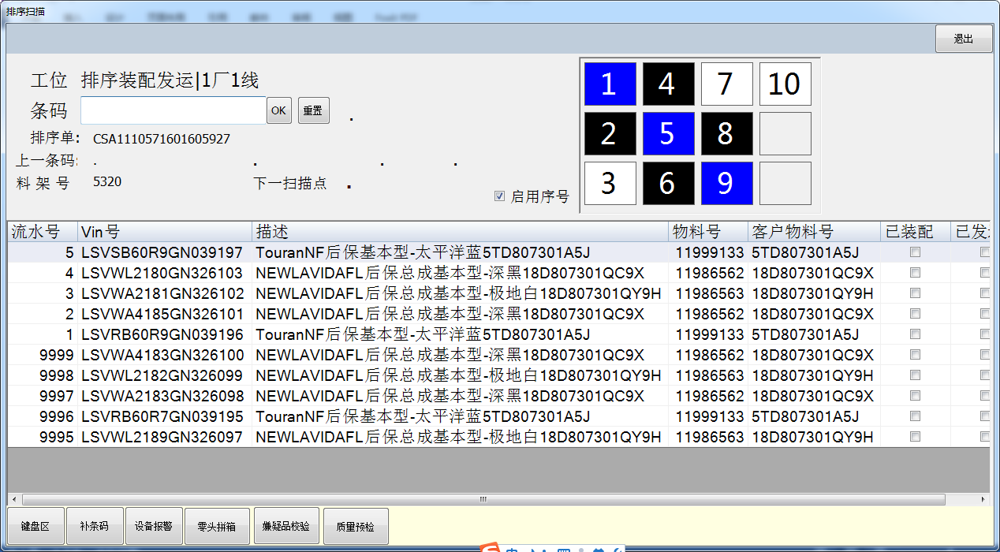 排序扫描
退出
工位 排序装配发运|1厂1线
条码 OK 重置 .
排序单: CSA1110571601605927
上一条码: . . . .
料架号 5320 下一扫描点 .
启用序号
1 4 7 10
2 5 8
3 6 9
流水号 Vin号 描述 物料号 客户物料号 已装配 已发
5 LSVSB60R9GN039197 TouranNF后保基本型-太平洋蓝5TD807301A5J 11999133 5TD807301A5J
4 LSVWL2180GN326103 NEWLAVIDAFL后保总成基本型-深黑18D807301QC9X 11986562 18D807301QC9X
3 LSVWA2181GN326102 NEWLAVIDAFL后保总成基本型-极地白18D807301QY9H 11986563 18D807301QY9H
2 LSVWA4185GN326101 NEWLAVIDAFL后保总成基本型-深黑18D807301QC9X 11986562 18D807301QC9X
1 LSVRB60R9GN039196 TouranNF后保基本型-太平洋蓝5TD807301A5J 11999133 5TD807301A5J
9999 LSVWA4183GN326100 NEWLAVIDAFL后保总成基本型-深黑18D807301QC9X 11986562 18D807301QC9X
9998 LSVWL2182GN326099 NEWLAVIDAFL后保总成基本型-极地白18D807301QY9H 11986563 18D807301QY9H
9997 LSVWA2183GN326098 NEWLAVIDAFL后保总成基本型-深黑18D807301QC9X 11986562 18D807301QC9X
9996 LSVRB60R7GN039195 TouranNF后保基本型-太平洋蓝5TD807301A5J 11999133 5TD807301A5J
9995 LSVWL2189GN326097 NEWLAVIDAFL后保总成基本型-极地白18D807301QY9H 11986563 18D807301QY9H
键盘区 补条码 设备报警 零头拼箱 嫌疑品校验 质量预检